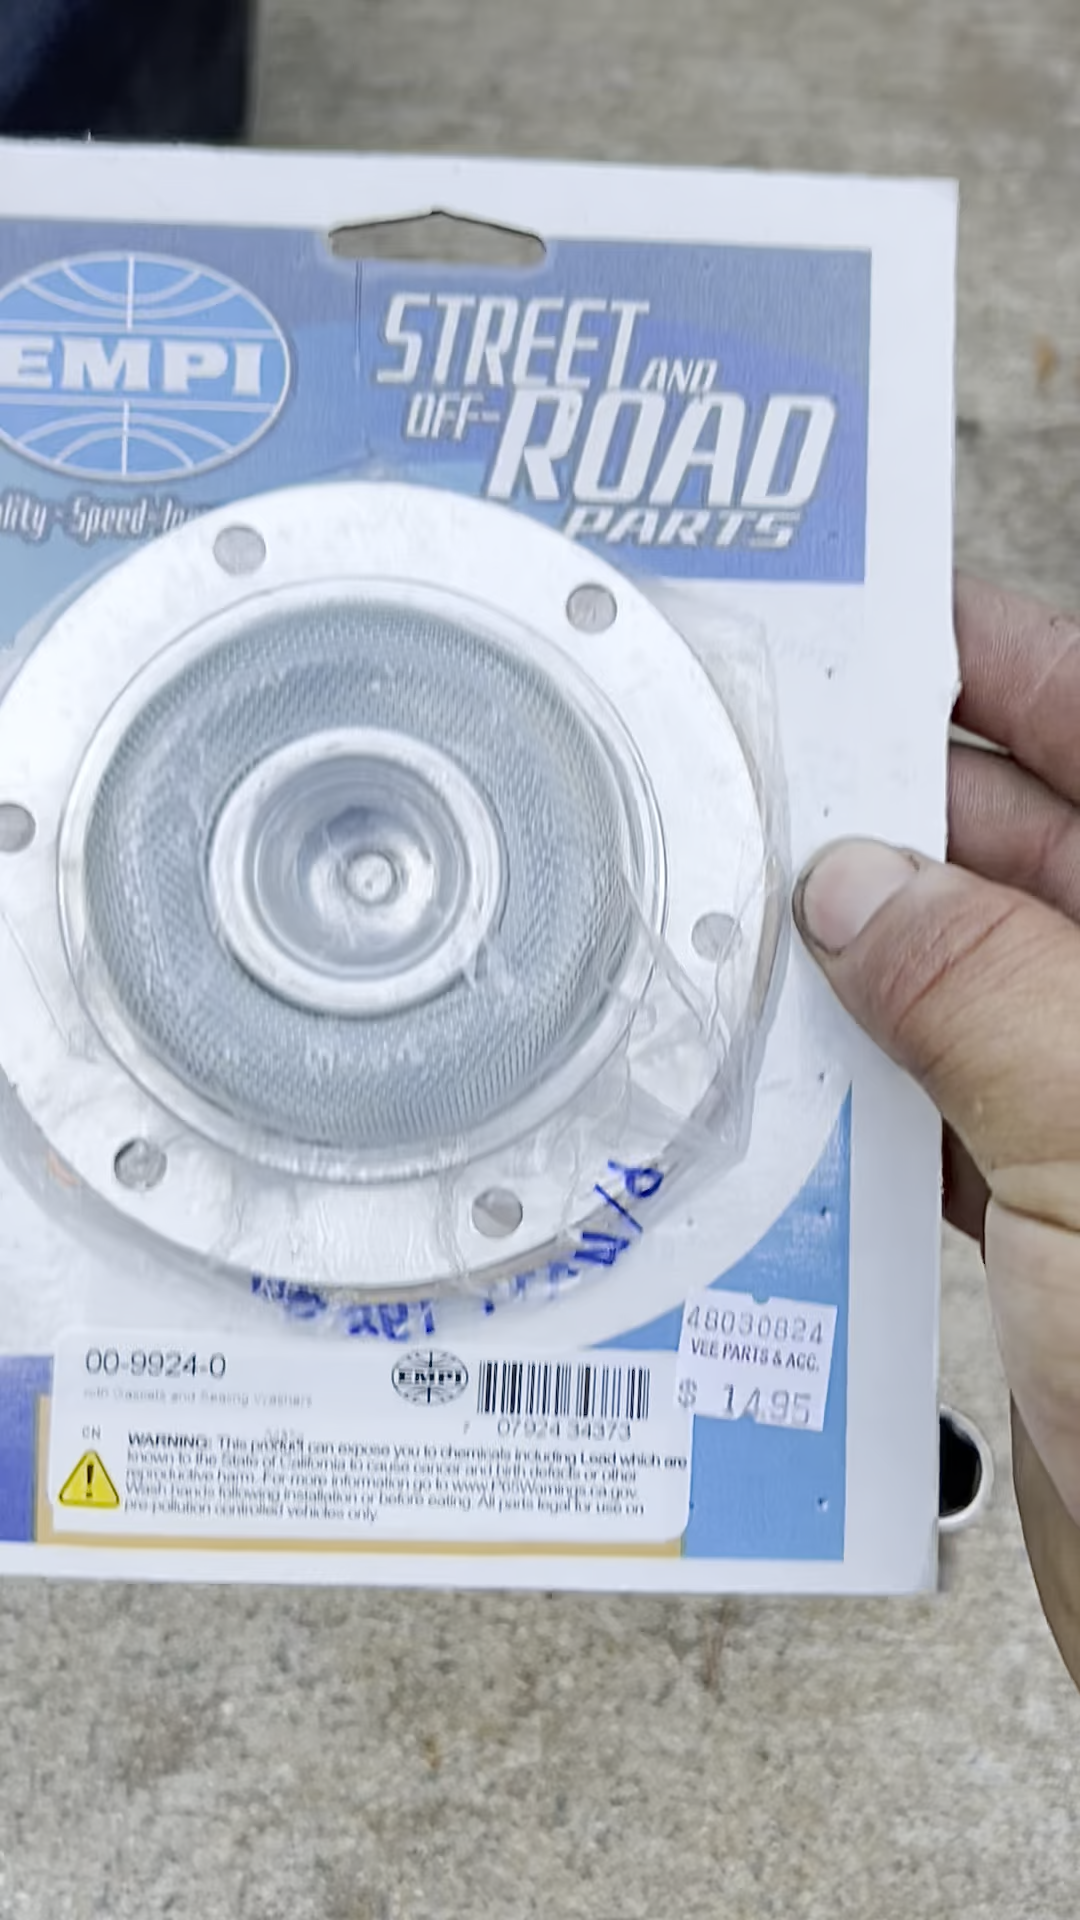 EMPI
STREET AND
OFF-ROAD
PARTS
Speed
P/N
00-9924-0
with Gaskets and Sealing Washers
EMPI
7 07924 34373
48030824
VEE PARTS & ACC.
$ 14.95
CN
WARNING: This product can expose you to chemicals including Lead which are
known to the State of California to cause cancer and birth defects or other
reproductive harm. For more information go to www.P65Warnings.ca.gov.
Wash hands following installation or before eating. All parts legal for use on
pre-pollution controlled vehicles only.